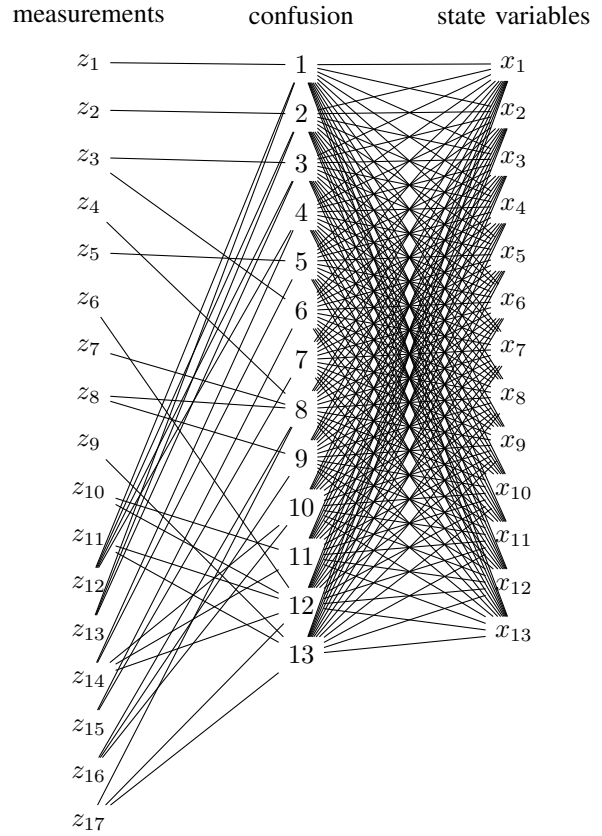 measurements confusion state variables
z₁ 1 x₁
z₂ 2 x₂
z₃ 3 x₃
z₄ 4 x₄
z₅ 5 x₅
z₆ 6 x₆
z₇ 7 x₇
z₈ 8 x₈
z₉ 9 x₉
z₁₀ 10 x₁₀
z₁₁ 11 x₁₁
z₁₂ 12 x₁₂
z₁₃ 13 x₁₃
z₁₄
z₁₅
z₁₆
z₁₇